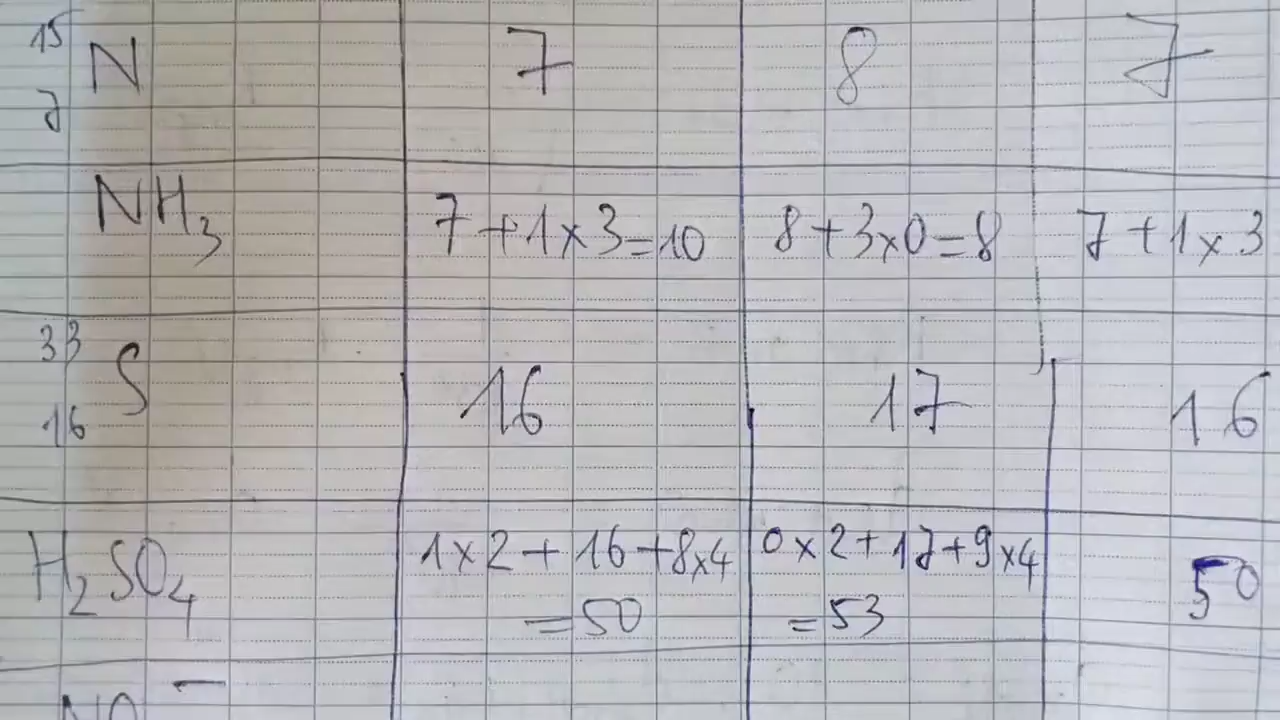 15
N 7 8 7
7
NH3 7+1×3=10 8+3×0=8 7+1×3
33
S 16 17 16
16
H2SO4 1×2+16+8×4 0×2+17+9×4 50
=50 =53
NO −